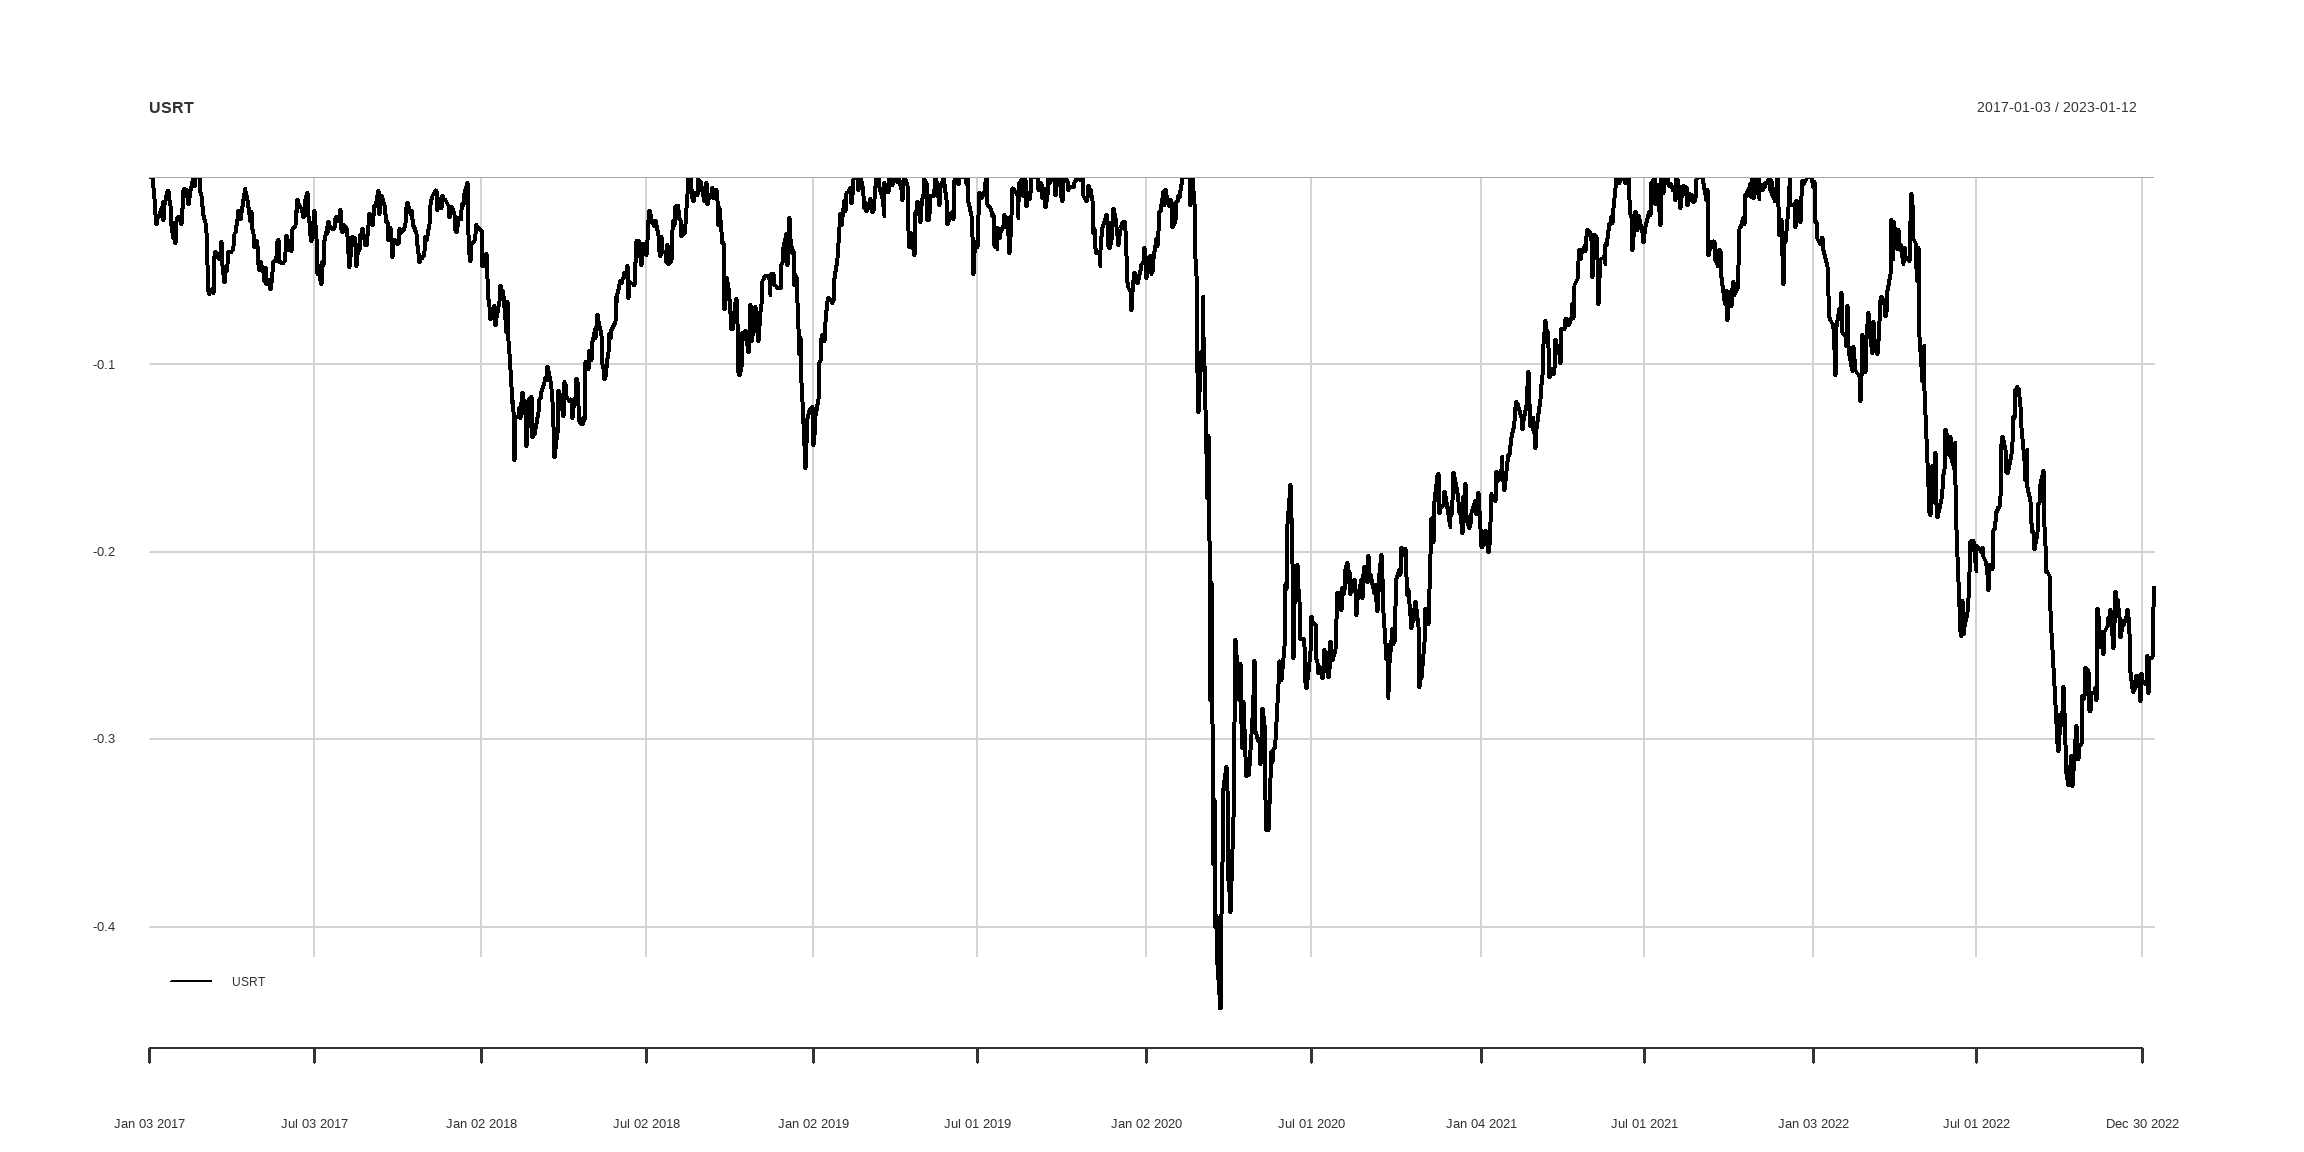 USRT
2017-01-03 / 2023-01-12
-0.1
-0.2
-0.3
-0.4
USRT
Jan 03 2017
Jul 03 2017
Jan 02 2018
Jul 02 2018
Jan 02 2019
Jul 01 2019
Jan 02 2020
Jul 01 2020
Jan 04 2021
Jul 01 2021
Jan 03 2022
Jul 01 2022
Dec 30 2022